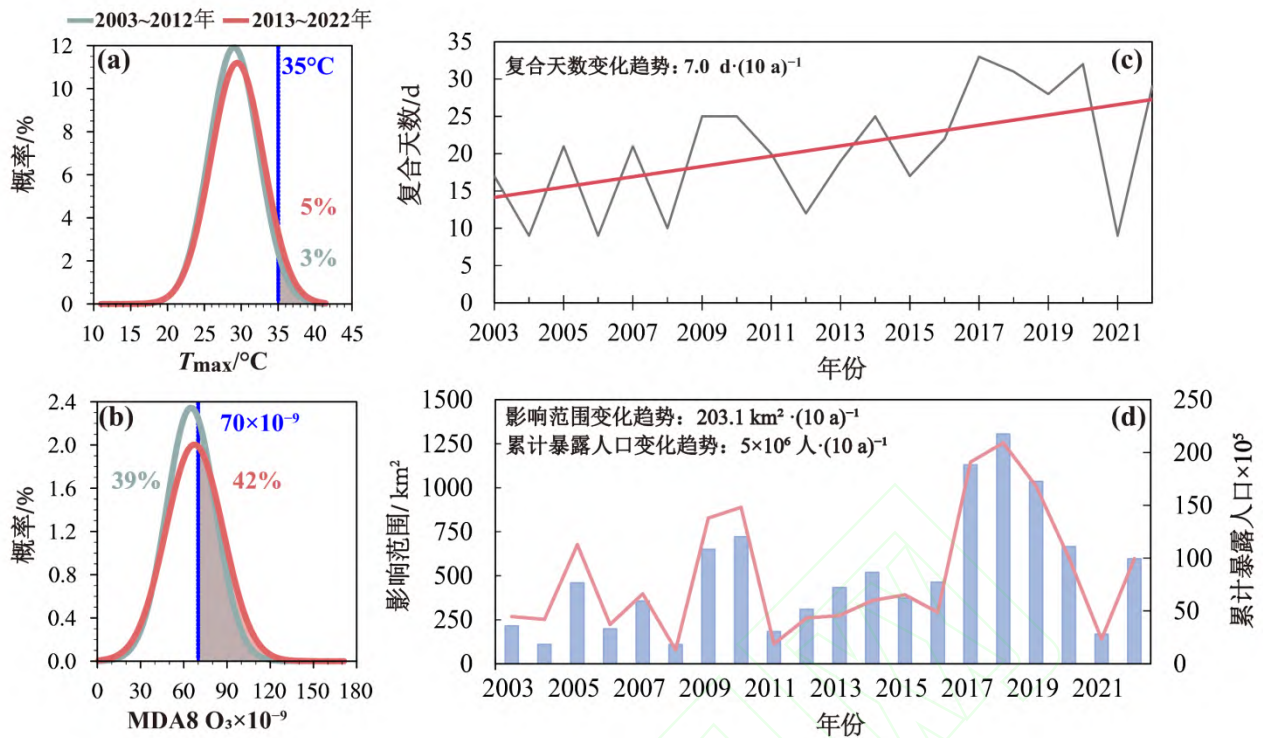 2003~2012年 2013~2022年
(a)
35°C
概率/%
12
10
8
6
4
2
0
5%
3%
10 15 20 25 30 35 40 45
Tmax/°C
(b)
70×10⁻⁹
概率/%
2.4
2.0
1.6
1.2
0.8
0.4
0.0
39%
42%
0 30 60 90 120 150 180
MDA8 O₃×10⁻⁹
(c)
复合天数变化趋势：7.0 d·(10 a)⁻¹
复合天数/d
35
30
25
20
15
10
5
0
2003 2005 2007 2009 2011 2013 2015 2017 2019 2021
年份
(d)
影响范围变化趋势：203.1 km² ·(10 a)⁻¹
累计暴露人口变化趋势：5×10⁶ 人·(10 a)⁻¹
影响范围/ km²
1500
1250
1000
750
500
250
0
250
200
150
100
50
0
累计暴露人口×10⁵
2003 2005 2007 2009 2011 2013 2015 2017 2019 2021
年份